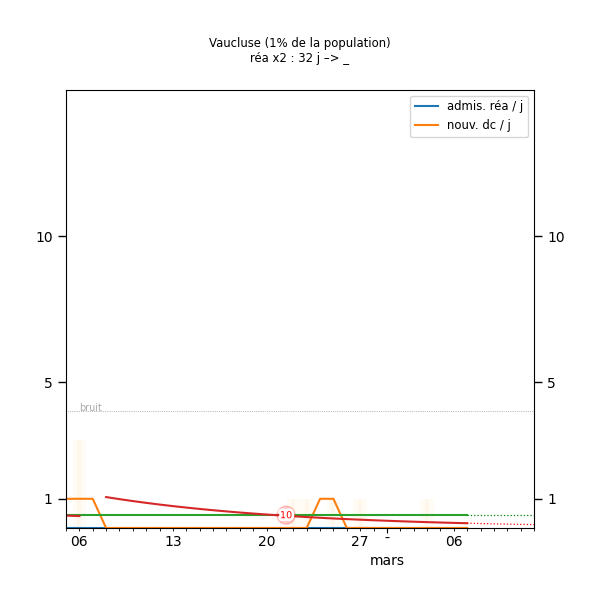 Vaucluse (1% de la population)
réa x2 : 32 j –> _
admis. réa / j
nouv. dc / j
10
10
5
5
bruit
1
1
10
06
13
20
27
-
06
mars